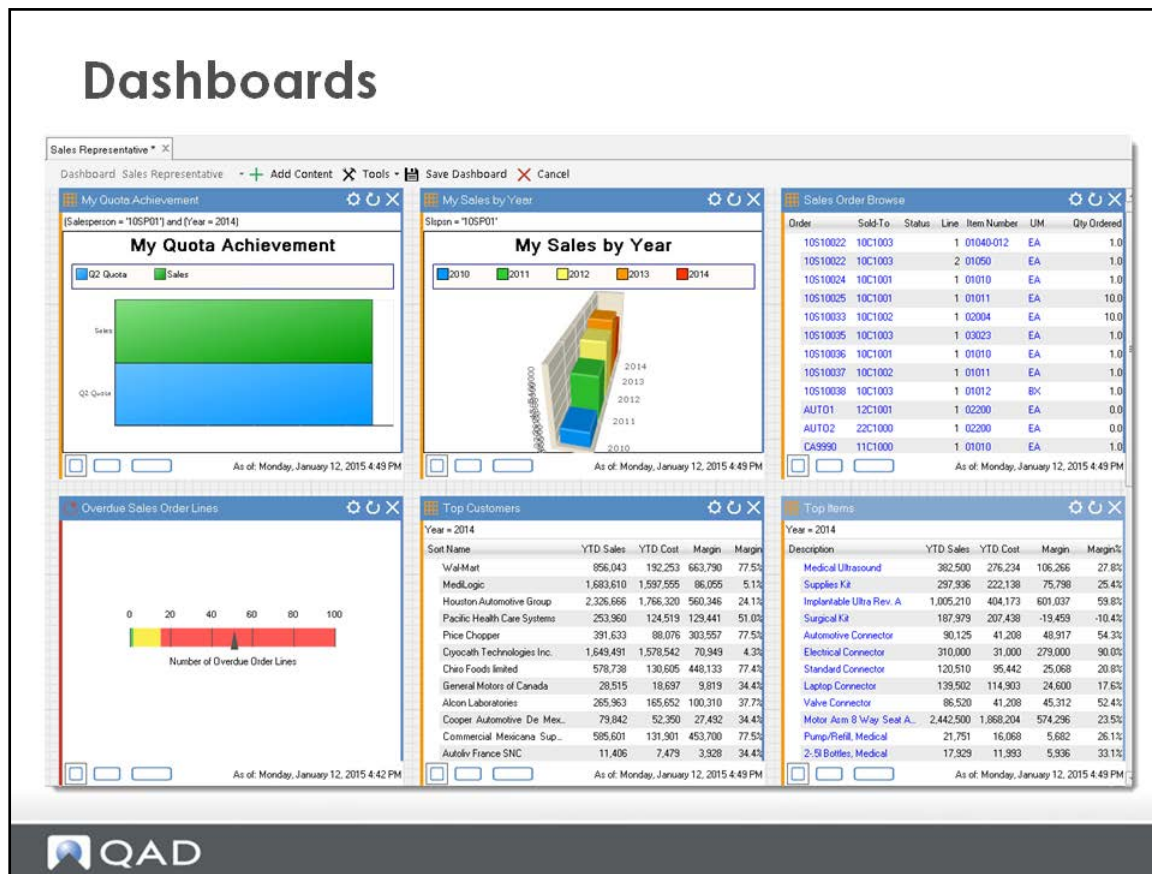 Dashboards
Sales Representative *
Dashboard Sales Representative Add Content Tools Save Dashboard Cancel
My Quota Achievement
(Salesperson = '10SP01') and (Year = 2014)
My Quota Achievement
Q2 Quota Sales
Sales
Q2 Quota
As of: Monday, January 12, 2015 4:49 PM
My Sales by Year
Slspsn = '10SP01'
My Sales by Year
2010 2011 2012 2013 2014
2014
2013
2012
2011
2010
As of: Monday, January 12, 2015 4:49 PM
Sales Order Browse
Order Sold-To Status Line Item Number UM Qty Ordered
10S10022 10C1003 1 01040-012 EA 1.0
10S10022 10C1003 2 01050 EA 1.0
10S10024 10C1001 1 01010 EA 1.0
10S10025 10C1001 1 01011 EA 10.0
10S10033 10C1002 1 02004 EA 10.0
10S10035 10C1003 1 03023 EA 1.0
10S10036 10C1001 1 01010 EA 1.0
10S10037 10C1002 1 01011 EA 1.0
10S10038 10C1003 1 01012 BX 1.0
AUTO1 12C1001 1 02200 EA 0.0
AUTO2 22C1000 1 02200 EA 0.0
CA9990 11C1000 1 01010 EA 1.0
As of: Monday, January 12, 2015 4:49 PM
Overdue Sales Order Lines
0 20 40 60 80 100
Number of Overdue Order Lines
As of: Monday, January 12, 2015 4:42 PM
Top Customers
Year = 2014
Sort Name YTD Sales YTD Cost Margin Margin
Wal-Mart 856,043 192,253 663,790 77.5%
MediLogic 1,683,610 1,597,555 86,055 5.1%
Houston Automotive Group 2,326,666 1,766,320 560,346 24.1%
Pacific Health Care Systems 253,960 124,519 129,441 51.0%
Price Chopper 391,633 88,076 303,557 77.5%
Cryocath Technologies Inc. 1,649,491 1,578,542 70,949 4.3%
Chiro Foods limited 578,738 130,605 448,133 77.4%
General Motors of Canada 28,515 18,697 9,819 34.4%
Alcon Laboratories 265,963 165,652 100,310 37.7%
Cooper Automotive De Mex... 79,842 52,350 27,492 34.4%
Commercial Mexicana Sup... 585,601 131,901 453,700 77.5%
Autoliv France SNC 11,406 7,479 3,928 34.4%
As of: Monday, January 12, 2015 4:49 PM
Top Items
Year = 2014
Description YTD Sales YTD Cost Margin Margin%
Medical Ultrasound 382,500 276,234 106,266 27.8%
Supplies Kit 297,936 222,138 75,798 25.4%
Implantable Ultra Rev. A 1,005,210 404,173 601,037 59.8%
Surgical Kit 187,979 207,438 -19,459 -10.4%
Automotive Connector 90,125 41,208 48,917 54.3%
Electrical Connector 310,000 31,000 279,000 90.0%
Standard Connector 120,510 95,442 25,068 20.8%
Laptop Connector 139,502 114,903 24,600 17.6%
Valve Connector 86,520 41,208 45,312 52.4%
Motor Asm 8 Way Seat A... 2,442,500 1,868,204 574,296 23.5%
Pump/Refill, Medical 21,751 16,068 5,682 26.1%
2-.5l Bottles, Medical 17,929 11,993 5,936 33.1%
As of: Monday, January 12, 2015 4:49 PM
QAD